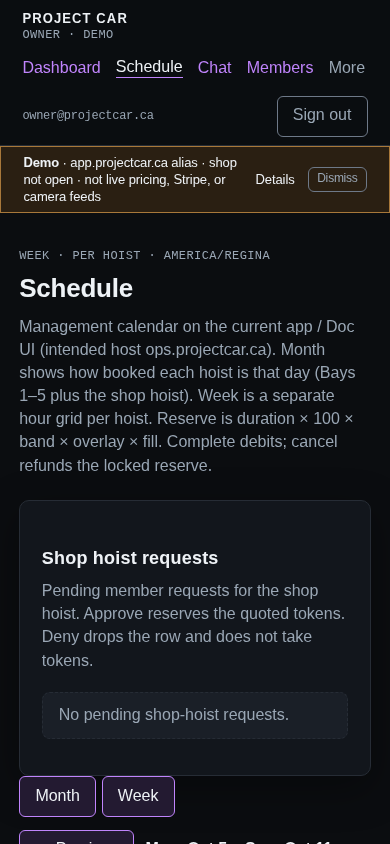 PROJECT CAR
OWNER · DEMO
Dashboard Schedule Chat Members More
owner@projectcar.ca Sign out
Demo · app.projectcar.ca alias · shop
not open · not live pricing, Stripe, or
camera feeds
Details Dismiss
WEEK · PER HOIST · AMERICA/REGINA
Schedule
Management calendar on the current app / Doc
UI (intended host ops.projectcar.ca). Month
shows how booked each hoist is that day (Bays
1–5 plus the shop hoist). Week is a separate
hour grid per hoist. Reserve is duration × 100 ×
band × overlay × fill. Complete debits; cancel
refunds the locked reserve.
Shop hoist requests
Pending member requests for the shop
hoist. Approve reserves the quoted tokens.
Deny drops the row and does not take
tokens.
No pending shop-hoist requests.
Month Week